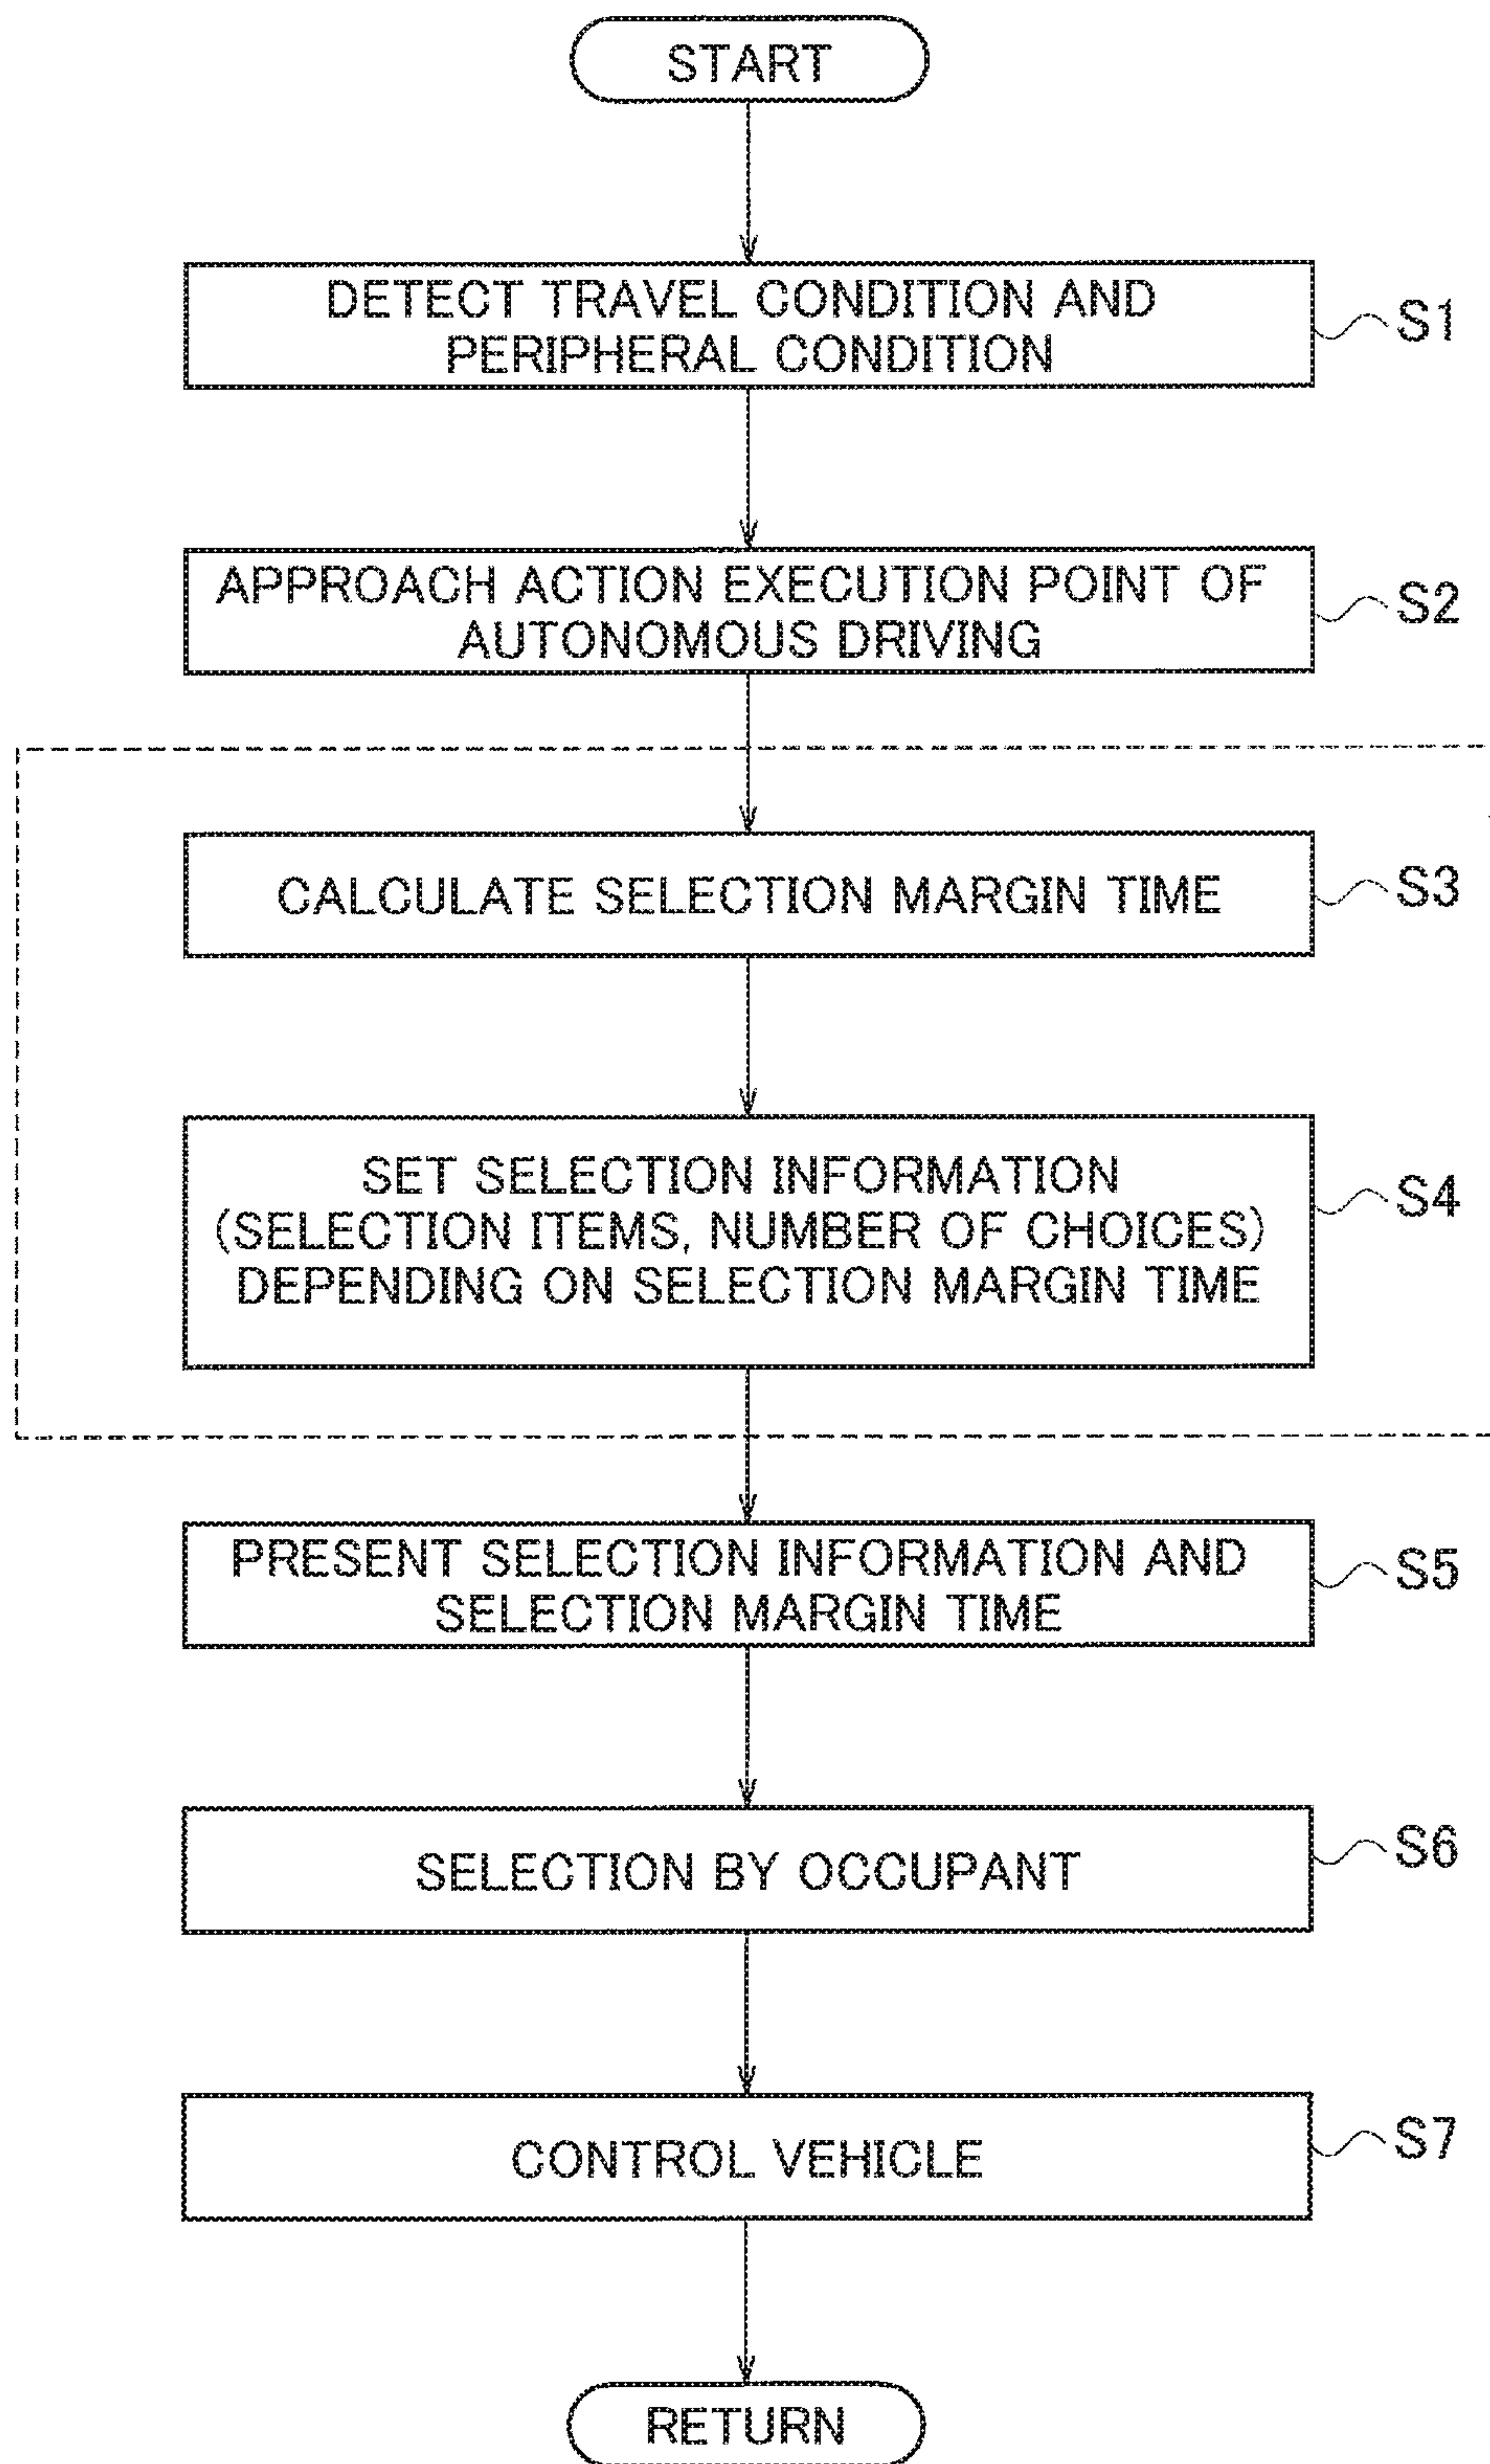 START
DETECT TRAVEL CONDITION AND
PERIPHERAL CONDITION
S1
APPROACH ACTION EXECUTION POINT OF
AUTONOMOUS DRIVING
S2
CALCULATE SELECTION MARGIN TIME
S3
SET SELECTION INFORMATION
(SELECTION ITEMS, NUMBER OF CHOICES)
DEPENDING ON SELECTION MARGIN TIME
S4
PRESENT SELECTION INFORMATION AND
SELECTION MARGIN TIME
S5
SELECTION BY OCCUPANT
S6
CONTROL VEHICLE
S7
RETURN